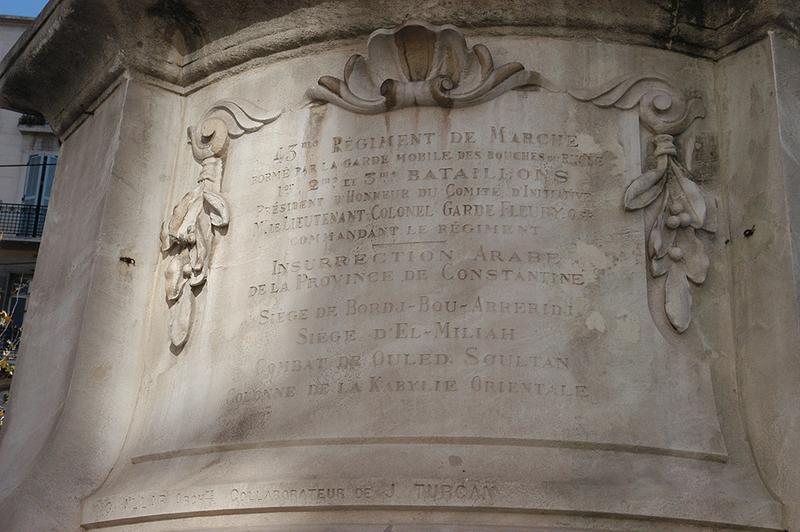 43me Régiment de Marche
formé par la garde mobile des Bouches du Rhône
1er 2me et 3me Bataillons
Président d'Honneur du Comité d'Initiative
Mr le Lieutenant-Colonel Garde Fleury
commandant le régiment
Insurrection Arabe
de la Province de Constantine
Siège de Bordj-Bou-Arreridj
Siège d'El-Miliah
Combat de Ouled Soultan
Colonne de la Kabylie Orientale
Archte Collaborateur de J Turcan